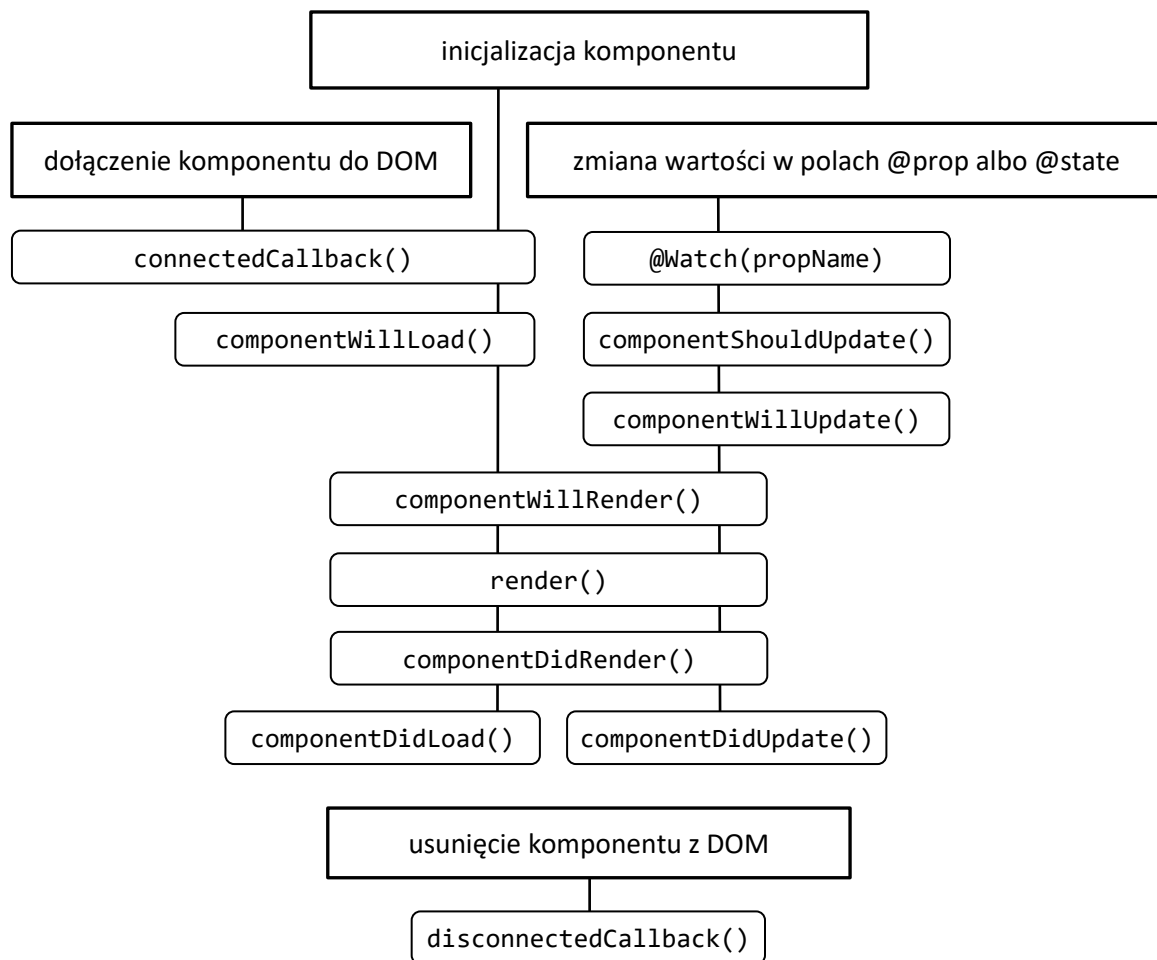 inicjalizacja komponentu
dołączenie komponentu do DOM
zmiana wartości w polach @prop albo @state
connectedCallback()
@Watch(propName)
componentWillLoad()
componentShouldUpdate()
componentWillUpdate()
componentWillRender()
render()
componentDidRender()
componentDidLoad()
componentDidUpdate()
usunięcie komponentu z DOM
disconnectedCallback()